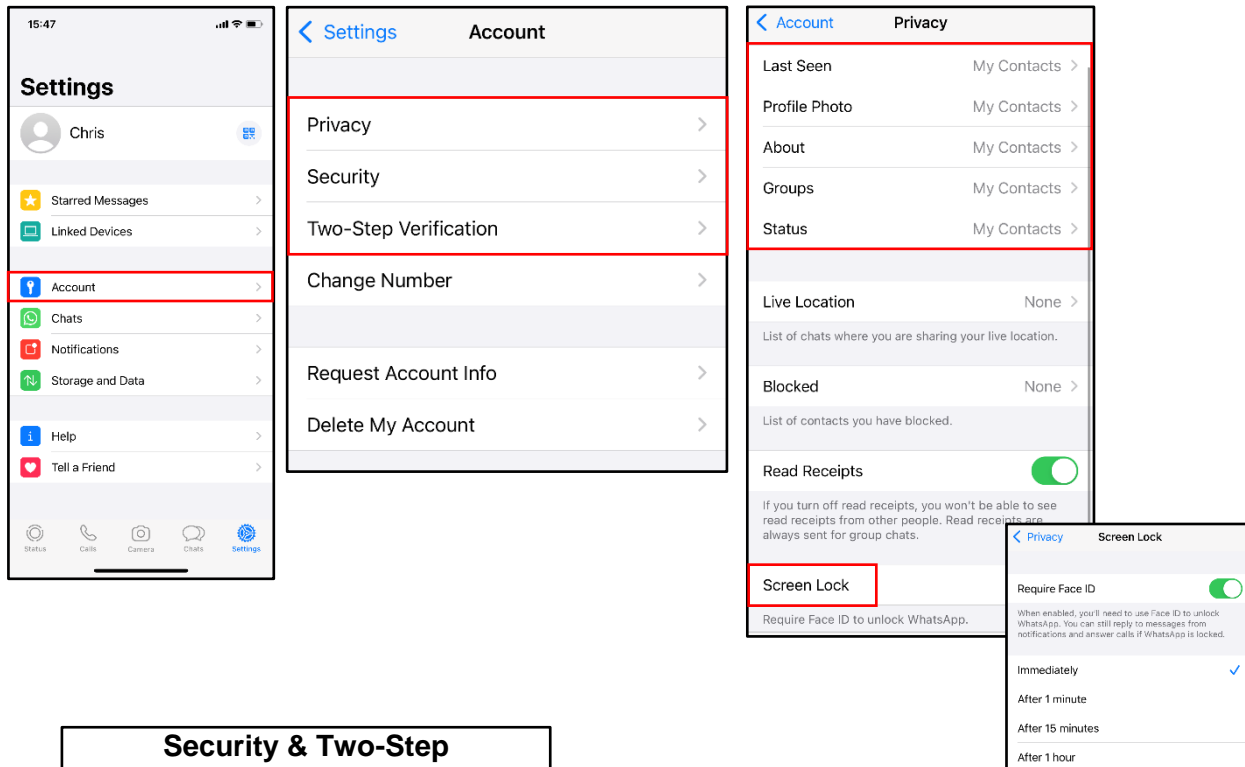 15:47
Settings
Chris
Starred Messages
Linked Devices
Account
Chats
Notifications
Storage and Data
Help
Tell a Friend
Status
Calls
Camera
Chats
Settings
Settings
Account
Privacy
Security
Two-Step Verification
Change Number
Request Account Info
Delete My Account
Account
Privacy
Last Seen My Contacts
Profile Photo My Contacts
About My Contacts
Groups My Contacts
Status My Contacts
Live Location None
List of chats where you are sharing your live location.
Blocked None
List of contacts you have blocked.
Read Receipts
If you turn off read receipts, you won't be able to see
read receipts from other people. Read receipts are
always sent for group chats.
Screen Lock
Require Face ID to unlock WhatsApp.
Privacy
Screen Lock
Require Face ID
When enabled, you'll need to use Face ID to unlock
WhatsApp. You can still reply to messages from
notifications and answer calls if WhatsApp is locked.
Immediately
After 1 minute
After 15 minutes
After 1 hour
Security & Two-Step